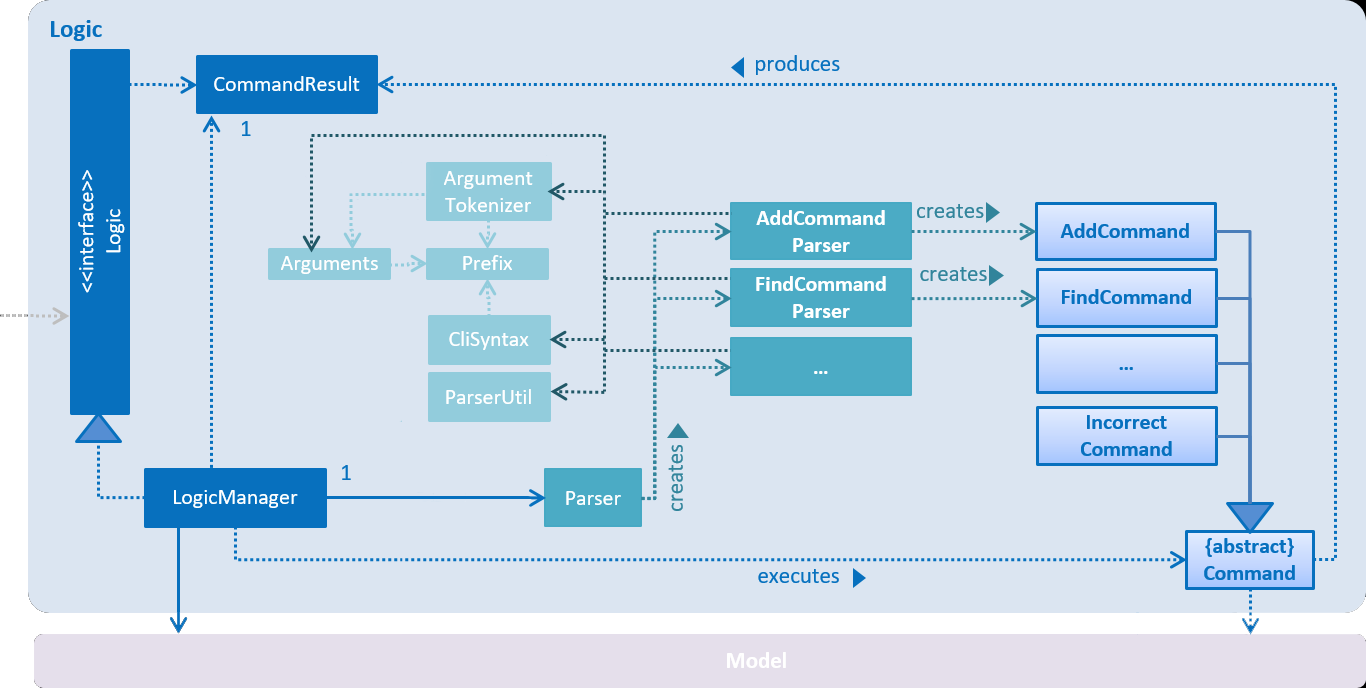 Logic
<<interface>>
Logic
CommandResult
produces
1
Argument
Tokenizer
Arguments
Prefix
CliSyntax
ParserUtil
AddCommand
Parser
creates
AddCommand
FindCommand
Parser
creates
FindCommand
...
...
Incorrect
Command
creates
LogicManager
1
Parser
executes
{abstract}
Command
Model